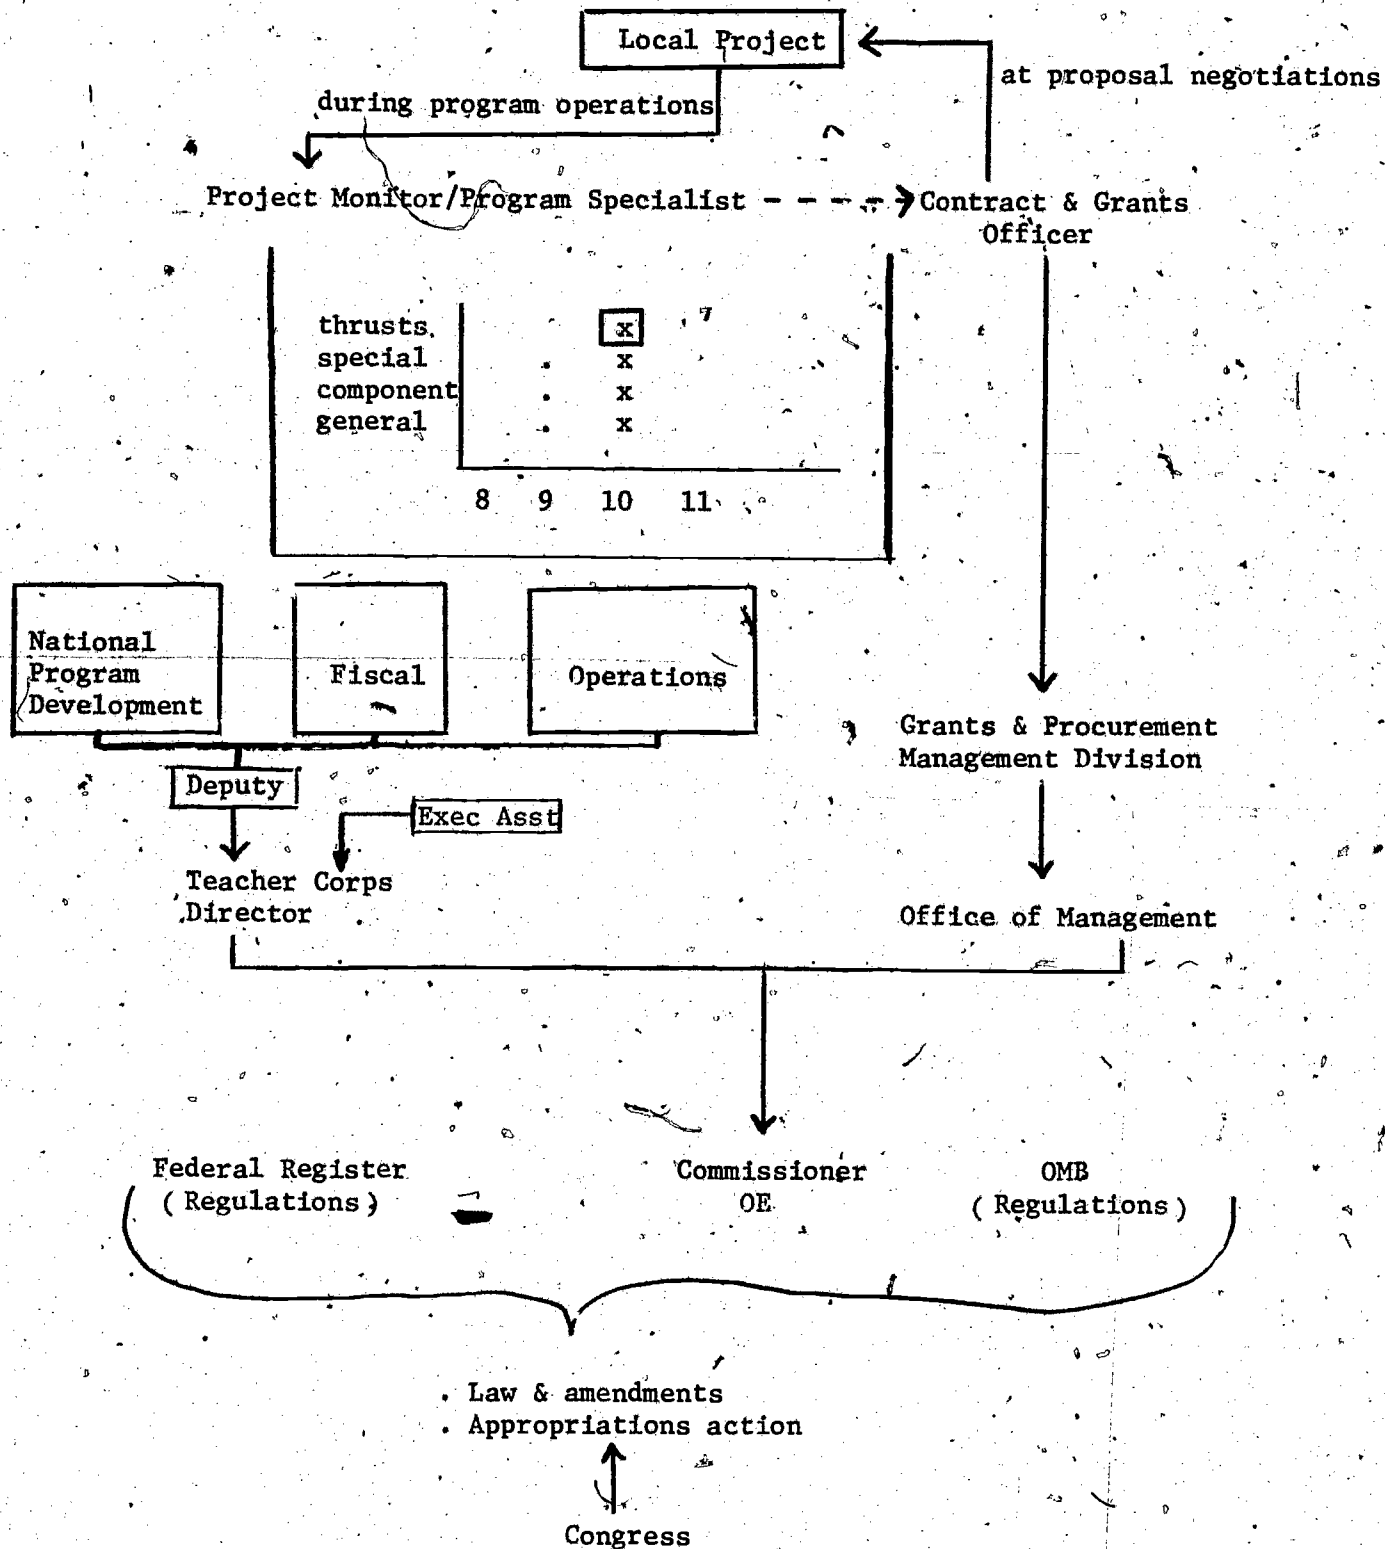 Local Project
at proposal negotiations
during program operations
Project Monitor/Program Specialist
Contract & Grants
Officer
thrusts.
x
special . x
component . x
general . x
8 9 10 11
National
Program
Development
Fiscal
Operations
Grants & Procurement
Management Division
Deputy
Exec Asst
Teacher Corps
Director
Office of Management
Federal Register
(Regulations)
Commissioner
OE
OMB
(Regulations)
. Law & amendments
. Appropriations action
Congress